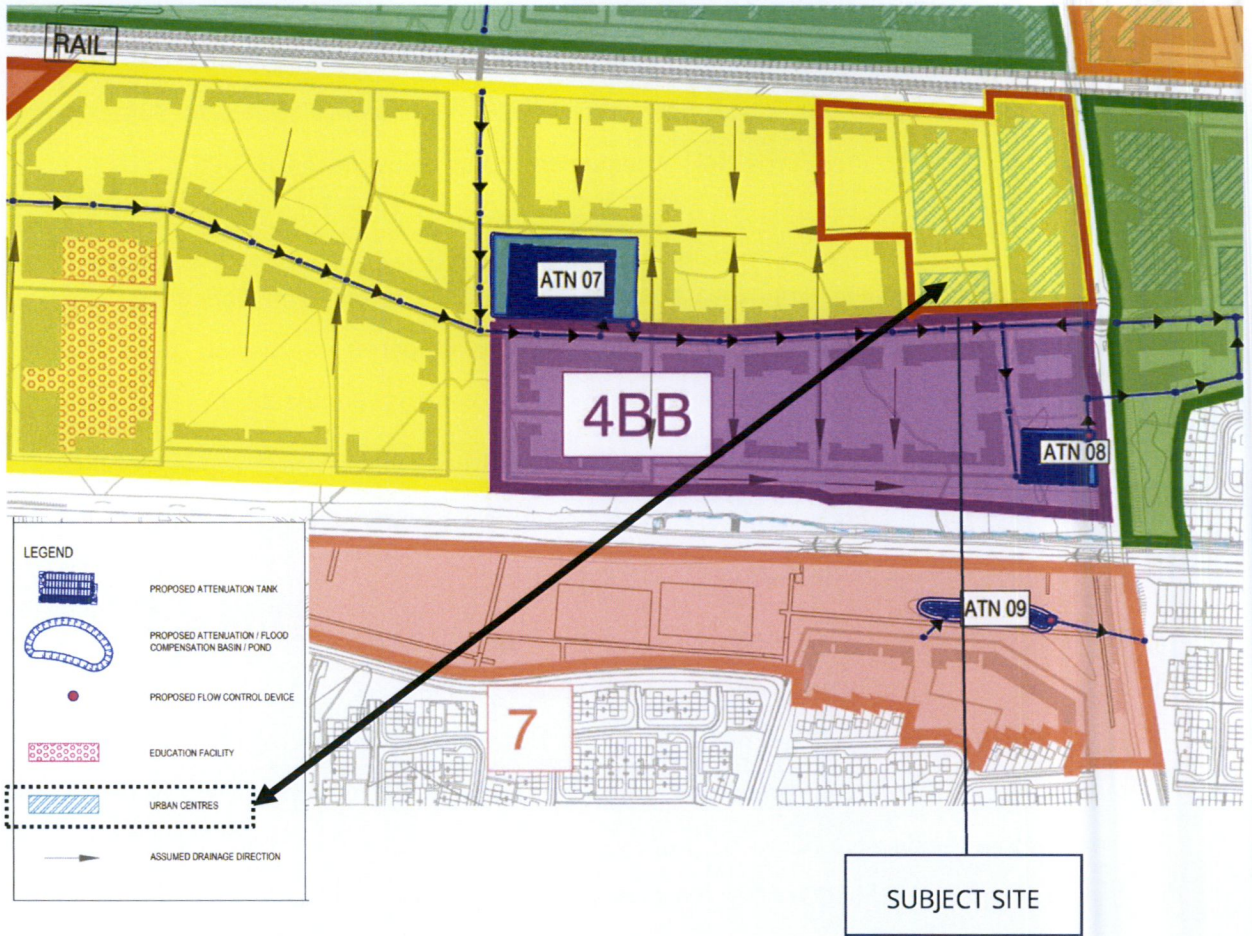 RAIL
ATN 07
4BB
ATN 08
ATN 09
7
LEGEND
PROPOSED ATTENUATION TANK
PROPOSED ATTENUATION / FLOOD
COMPENSATION BASIN / POND
PROPOSED FLOW CONTROL DEVICE
EDUCATION FACILITY
URBAN CENTRES
ASSUMED DRAINAGE DIRECTION
SUBJECT SITE